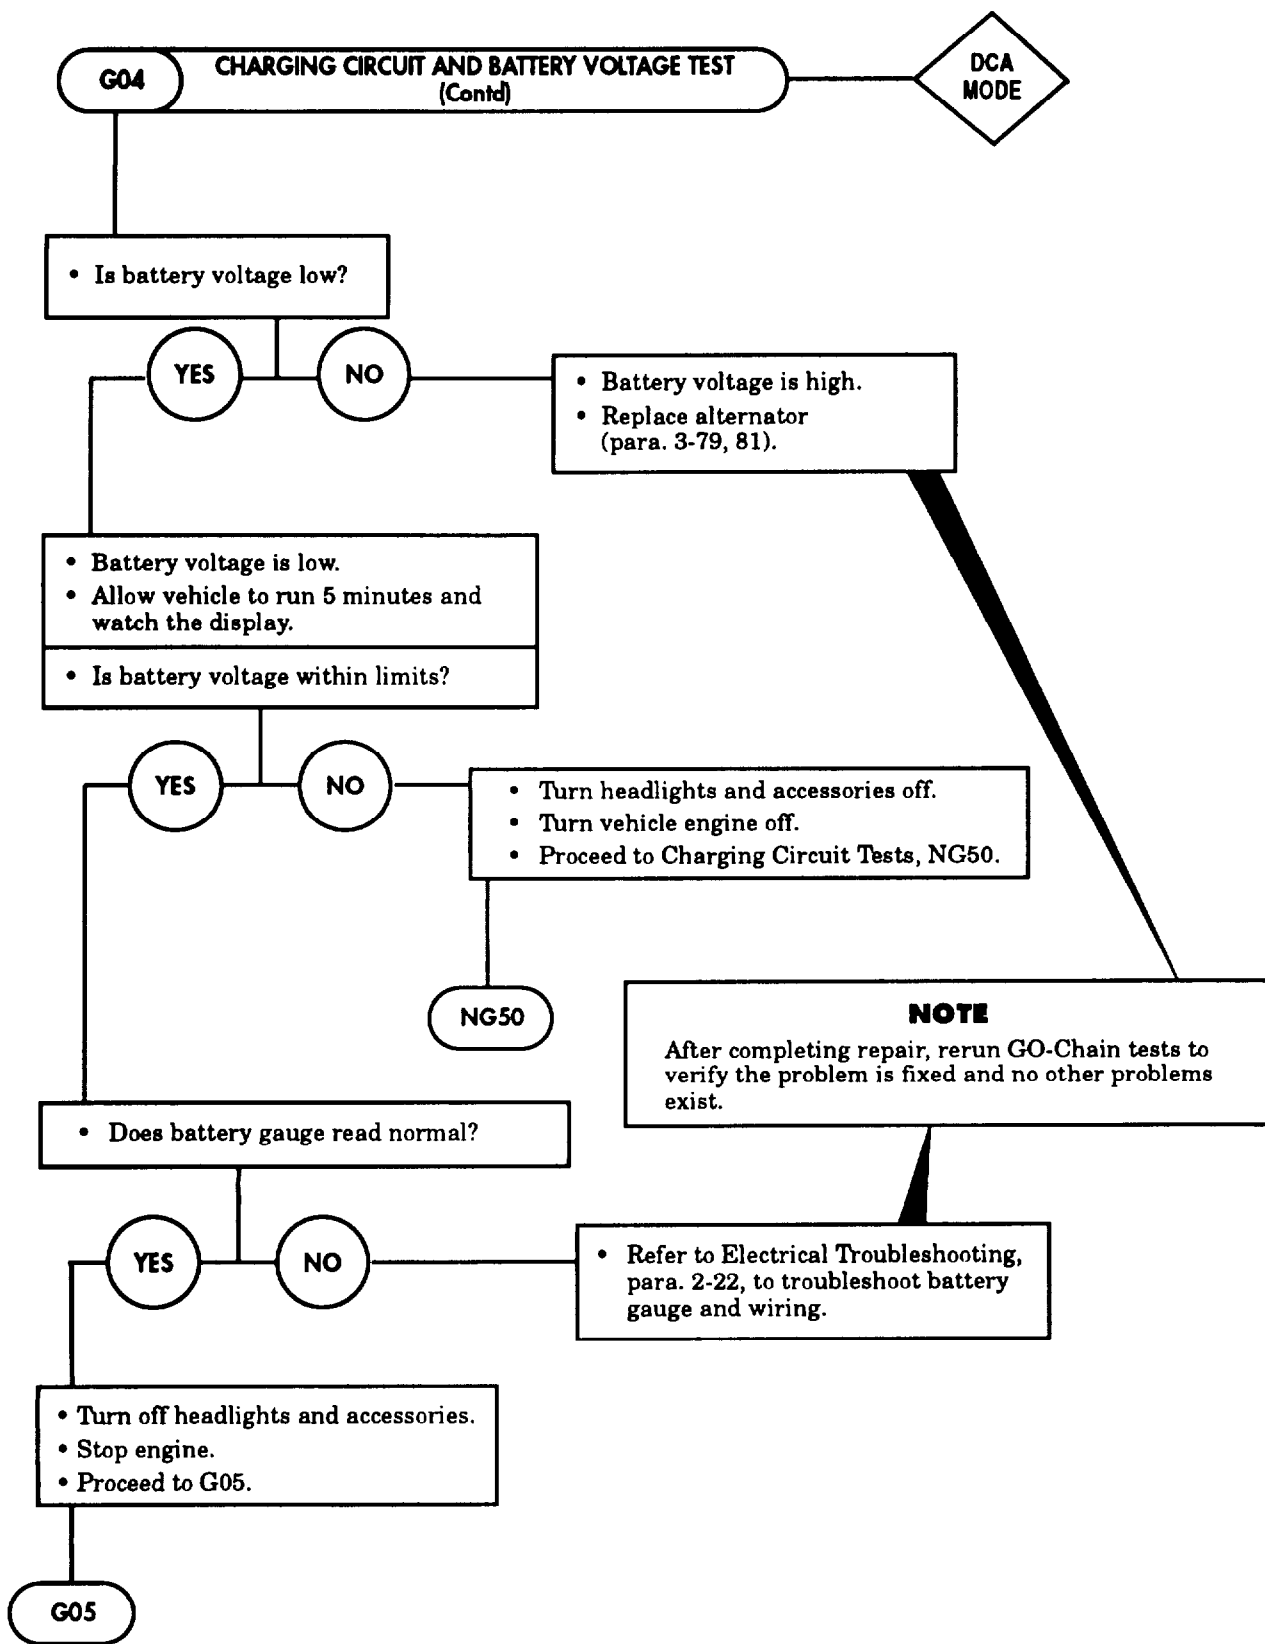 G04
CHARGING CIRCUIT AND BATTERY VOLTAGE TEST
(Contd)
DCA
MODE
• Is battery voltage low?
YES
NO
• Battery voltage is high.
• Replace alternator
(para. 3-79, 81).
• Battery voltage is low.
• Allow vehicle to run 5 minutes and
watch the display.
• Is battery voltage within limits?
YES
NO
• Turn headlights and accessories off.
• Turn vehicle engine off.
• Proceed to Charging Circuit Tests, NG50.
NG50
NOTE
After completing repair, rerun GO-Chain tests to
verify the problem is fixed and no other problems
exist.
• Does battery gauge read normal?
YES
NO
• Refer to Electrical Troubleshooting,
para. 2-22, to troubleshoot battery
gauge and wiring.
• Turn off headlights and accessories.
• Stop engine.
• Proceed to G05.
G05